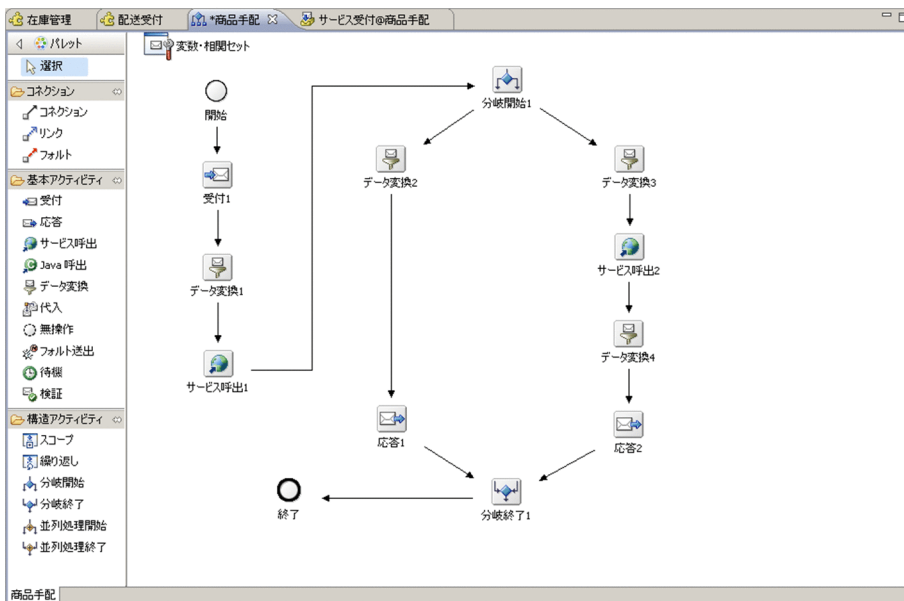 在庫管理
配送受付
*商品手配
サービス受付@商品手配
パレット
選択
コネクション
コネクション
リンク
フォルト
基本アクティビティ
受付
応答
サービス呼出
Java 呼出
データ変換
代入
無操作
フォルト送出
待機
検証
構造アクティビティ
スコープ
繰り返し
分岐開始
分岐終了
並列処理開始
並列処理終了
変数・相関セット
開始
受付1
データ変換1
サービス呼出1
分岐開始1
データ変換2
データ変換3
サービス呼出2
データ変換4
応答1
応答2
分岐終了1
終了
商品手配